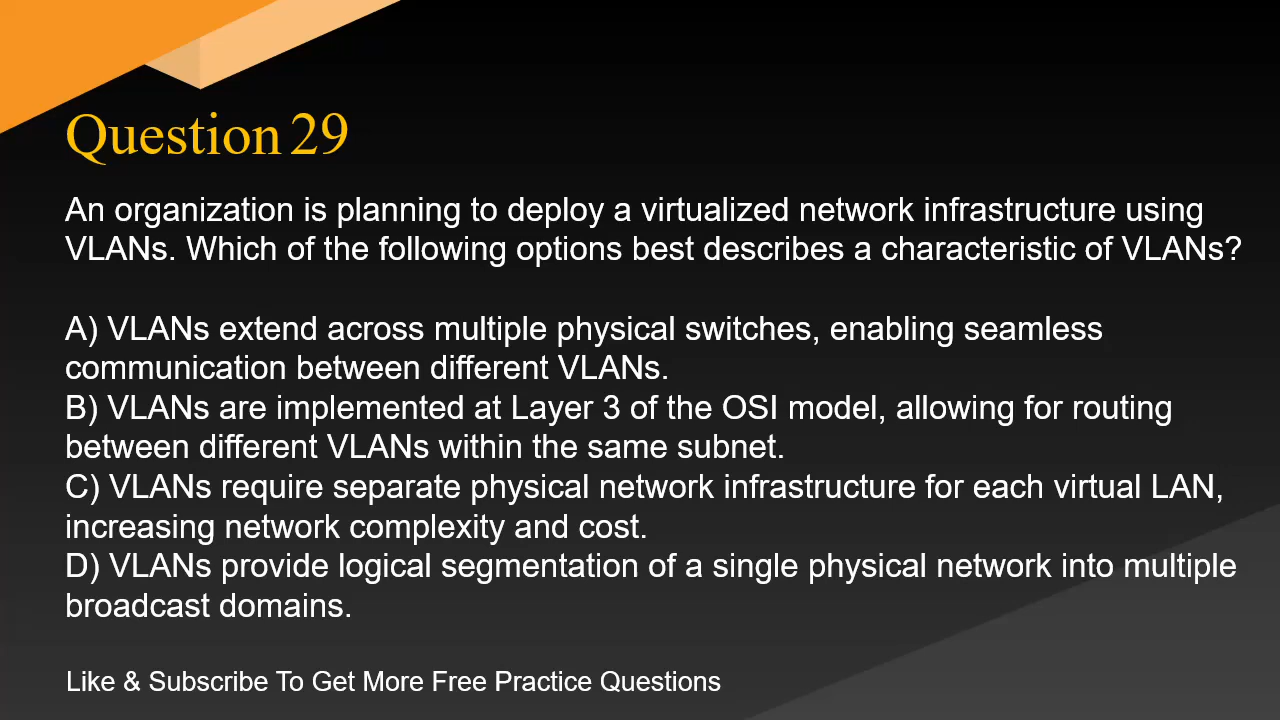 Question 29
An organization is planning to deploy a virtualized network infrastructure using
VLANs. Which of the following options best describes a characteristic of VLANs?
A) VLANs extend across multiple physical switches, enabling seamless
communication between different VLANs.
B) VLANs are implemented at Layer 3 of the OSI model, allowing for routing
between different VLANs within the same subnet.
C) VLANs require separate physical network infrastructure for each virtual LAN,
increasing network complexity and cost.
D) VLANs provide logical segmentation of a single physical network into multiple
broadcast domains.
Like & Subscribe To Get More Free Practice Questions